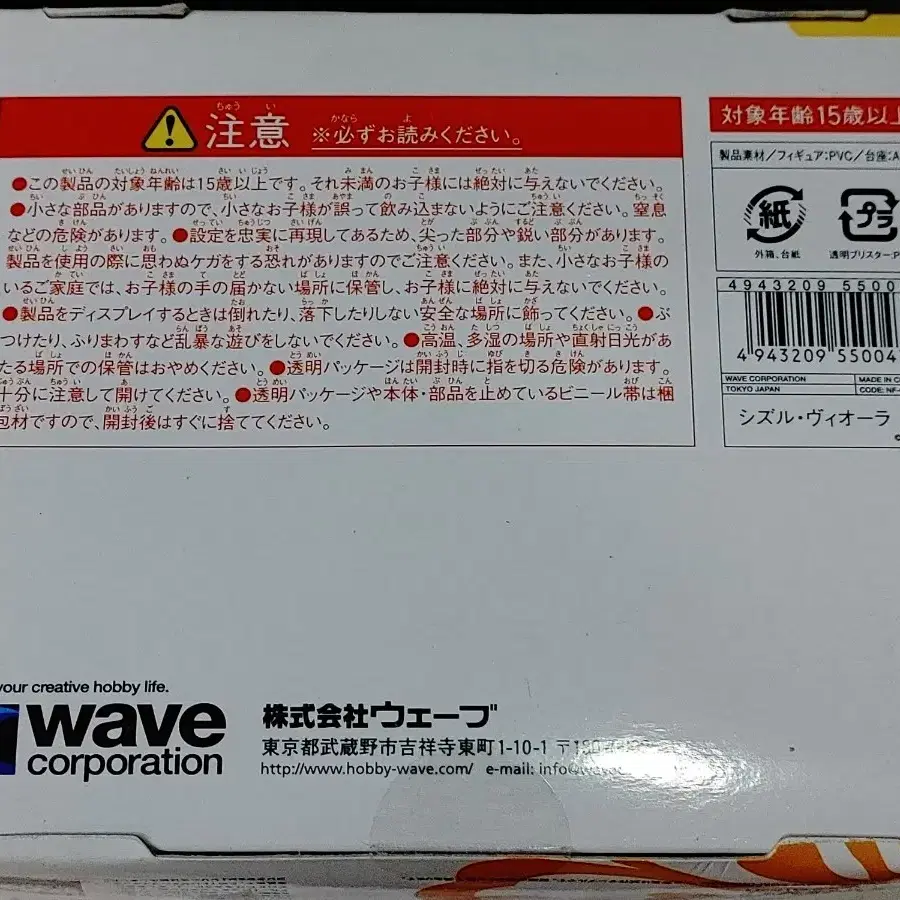 注意 ※必ずお読みください。
●この製品の対象年齢は15歳以上です。それ未満のお子様には絶対に与えないでください。
●小さな部品がありますので、小さなお子様が誤って飲み込まないようにご注意ください。窒息
などの危険があります。●設定を忠実に再現してあるため、尖った部分や鋭い部分があります。
製品を使用の際に思わぬケガをする恐れがありますのでご注意ください。また、小さなお子様の
いるご家庭では、お子様の手の届かない場所に保管し、お子様に絶対に与えないでください。
●製品をディスプレイするときは倒れたり、落下したりしない安全な場所に飾ってください。●ぶ
つけたり、ふりまわすなど乱暴な遊びをしないでください。●高温、多湿の場所や直射日光があ
たる場所での保管はおやめください。●透明パッケージは開封時に指を切る危険があります。
十分に注意して開けてください。●透明パッケージや本体・部品を止めているビニール帯は梱
包材ですので、開封後はすぐに捨ててください。
対象年齢15歳以上
製品素材/フィギュア:PVC/台座:A
紙
プラ
外箱、台紙
透明ブリスター:P
4943209 5500
4 943209 55004
WAVE CORPORATION
TOKYO JAPAN
MADE IN C
CODE: NF-
シズル・ヴィオーラ
your creative hobby life.
wave
corporation
株式会社ウェーブ
東京都武蔵野市吉祥寺東町1-10-1 〒180
http://www.hobby-wave.com/ e-mail: info@wave